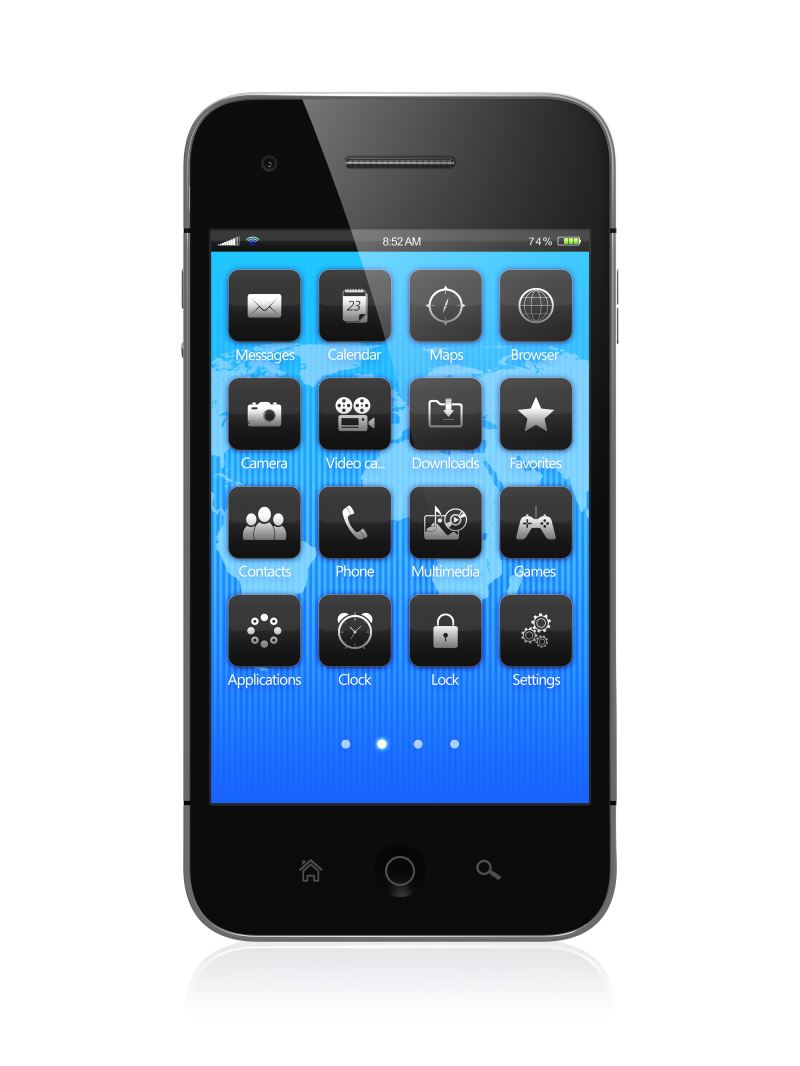 8:52 AM 74%
23
Messages Calendar Maps Browser
Camera Video ca... Downloads Favorites
Contacts Phone Multimedia Games
Applications Clock Lock Settings